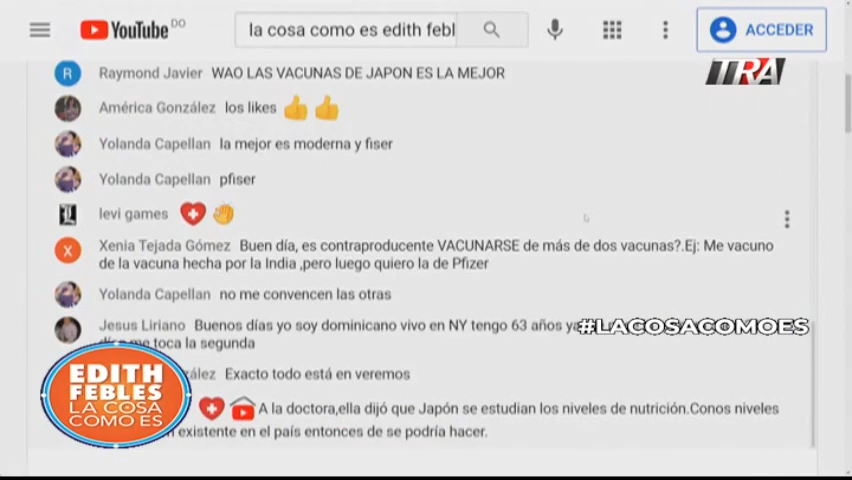 YouTube DO
la cosa como es edith febl
ACCEDER
TRA
Raymond Javier WAO LAS VACUNAS DE JAPON ES LA MEJOR
América González los likes
Yolanda Capellan la mejor es moderna y fiser
Yolanda Capellan pfiser
levi games
Xenia Tejada Gómez Buen día, es contraproducente VACUNARSE de más de dos vacunas?.Ej: Me vacuno
de la vacuna hecha por la India ,pero luego quiero la de Pfizer
Yolanda Capellan no me convencen las otras
Jesus Liriano Buenos días yo soy dominicano vivo en NY tengo 63 años
#LACOSACOMOES
me toca la segunda
Exacto todo está en veremos
A la doctora,ella dijo que Japón se estudian los niveles de nutrición.Conos niveles
existente en el país entonces de se podría hacer.
EDITH
FEBLES
LA COSA
COMO ES